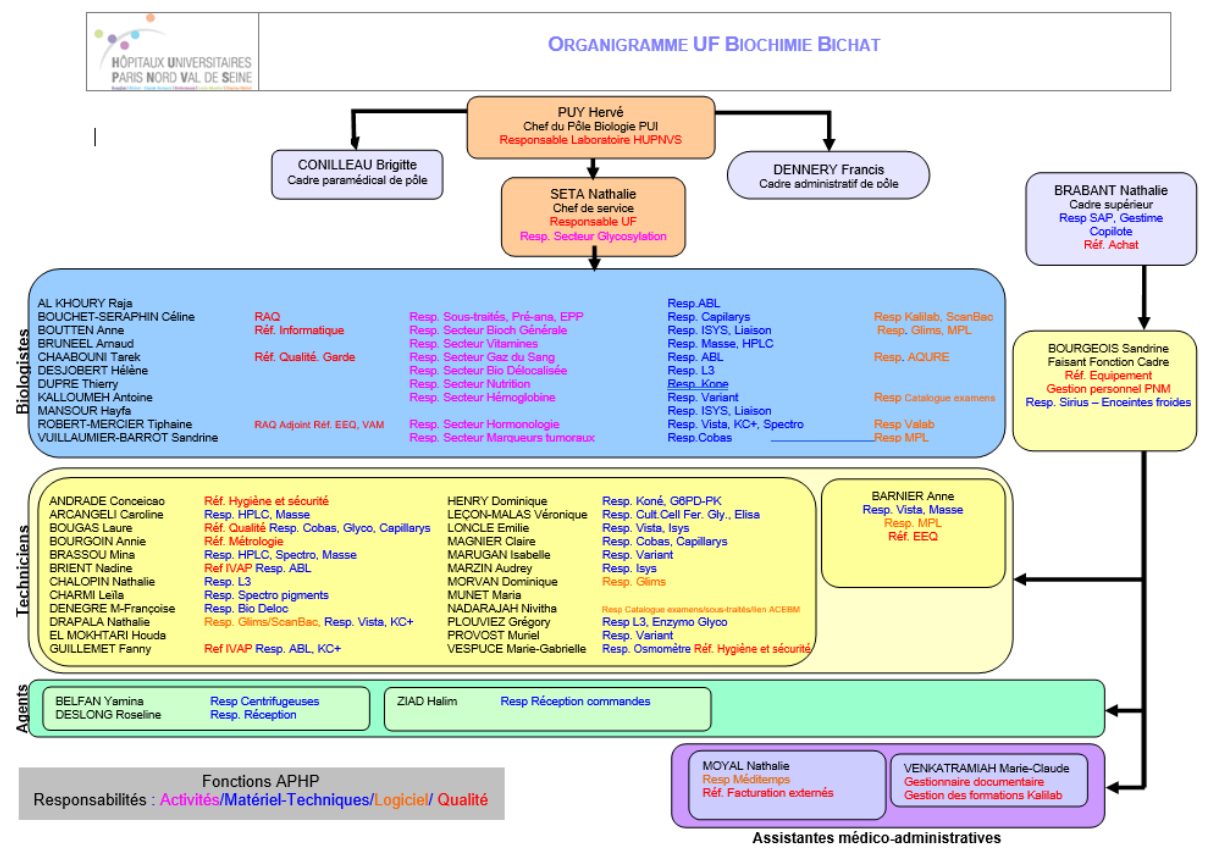 HÔPITAUX UNIVERSITAIRES
PARIS NORD VAL DE SEINE
ORGANIGRAMME UF BIOCHIMIE BICHAT
PUY Hervé
Chef du Pôle Biologie PUI
Responsable Laboratoire HUPNVS
CONILLEAU Brigitte
Cadre paramédical de pôle
DENNERY Francis
Cadre administratif de pôle
SETA Nathalie
Chef de service
Responsable UF
Resp. Secteur Glycosylation
BRABANT Nathalie
Cadre supérieur
Resp SAP, Gestime
Copilote
Réf. Achat
Biologistes
AL KHOURY Raja Resp.ABL
BOUCHET-SERAPHIN Céline RAQ Resp. Sous-traités, Pré-ana, EPP Resp. Capilarys Resp Kalilab, ScanBac
BOUTTEN Anne Réf. Informatique Resp. Secteur Bioch Générale Resp. ISYS, Liaison Resp. Glims, MPL
BRUNEEL Arnaud Resp. Secteur Vitamines Resp. Masse, HPLC
CHAABOUNI Tarek Réf. Qualité. Garde Resp. Secteur Gaz du Sang Resp. ABL Resp. AQURE
DESJOBERT Hélène Resp. Secteur Bio Délocalisée Resp. L3
DUPRE Thierry Resp. Secteur Nutrition Resp. Kone
KALLOUMEH Antoine Resp. Secteur Hémoglobine Resp. Variant Resp Catalogue examens
MANSOUR Hayfa Resp. ISYS, Liaison
ROBERT-MERCIER Tiphaine RAQ Adjoint Réf. EEQ, VAM Resp. Secteur Hormonologie Resp. Vista, KC+, Spectro Resp Valab
VUILLAUMIER-BARROT Sandrine Resp. Secteur Marqueurs tumoraux Resp.Cobas Resp MPL
BOURGEOIS Sandrine
Faisant Fonction Cadre
Réf. Equipement
Gestion personnel PNM
Resp. Sirius – Enceintes froides
Techniciens
ANDRADE Conceicao Réf. Hygiène et sécurité
ARCANGELI Caroline Resp. HPLC, Masse
BOUGAS Laure Réf. Qualité Resp. Cobas, Glyco, Capillarys
BOURGOIN Annie Réf. Métrologie
BRASSOU Mina Resp. HPLC, Spectro, Masse
BRIENT Nadine Ref IVAP Resp. ABL
CHALOPIN Nathalie Resp. L3
CHARMI Leïla Resp. Spectro pigments
DENEGRE M-Françoise Resp. Bio Deloc
DRAPALA Nathalie Resp. Glims/ScanBac, Resp. Vista, KC+
EL MOKHTARI Houda
GUILLEMET Fanny Ref IVAP Resp. ABL, KC+
HENRY Dominique Resp. Koné, G6PD-PK
LEÇON-MALAS Véronique Resp. Cult.Cell Fer. Gly., Elisa
LONCLE Emilie Resp. Vista, Isys
MAGNIER Claire Resp. Cobas, Capillarys
MARUGAN Isabelle Resp. Variant
MARZIN Audrey Resp. Isys
MORVAN Dominique Resp. Glims
MUNET Maria
NADARAJAH Nivitha Resp Catalogue examens/sous-traités/lien ACEBM
PLOUVIEZ Grégory Resp L3, Enzymo Glyco
PROVOST Muriel Resp. Variant
VESPUCE Marie-Gabrielle Resp. Osmomètre Réf. Hygiène et sécurité
BARNIER Anne
Resp. Vista, Masse
Resp. MPL
Réf. EEQ
Agents
BELFAN Yamina Resp Centrifugeuses
DESLONG Roseline Resp. Réception
ZIAD Halim Resp Réception commandes
MOYAL Nathalie
Resp Méditemps
Réf. Facturation externés
VENKATRAMIAH Marie-Claude
Gestionnaire documentaire
Gestion des formations Kalilab
Assistantes médico-administratives
Fonctions APHP
Responsabilités : Activités/Matériel-Techniques/Logiciel/ Qualité